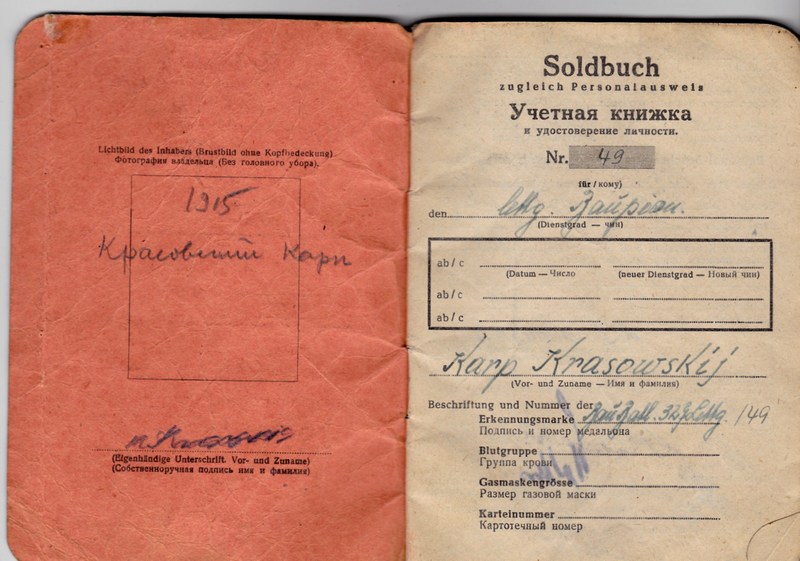 Lichtbild des Inhabers (Brustbild ohne Kopfbedeckung)
Фотография владельца (Без головного убора).
1915
Красовский Карп
(Eigenhändige Unterschrift. Vor- und Zuname)
(Собственноручная подпись имя и фамилия)
Soldbuch
zugleich Personalausweis
Учетная книжка
и удостоверение личности.
Nr. 49
für/кому)
den
(Dienstgrad — чин)
ab/с
(Datum — Число) (neuer Dienstgrad — Новый чин)
ab/с
ab/с
Karp Krasowskij
(Vor- und Zuname — Имя и фамилия)
Beschriftung und Nummer der
Erkennungsmarke 149
Подпись и номер медальона
Blutgruppe
Группа крови
Gasmaskengrösse
Размер газовой маски
Karteinummer
Картотечный номер